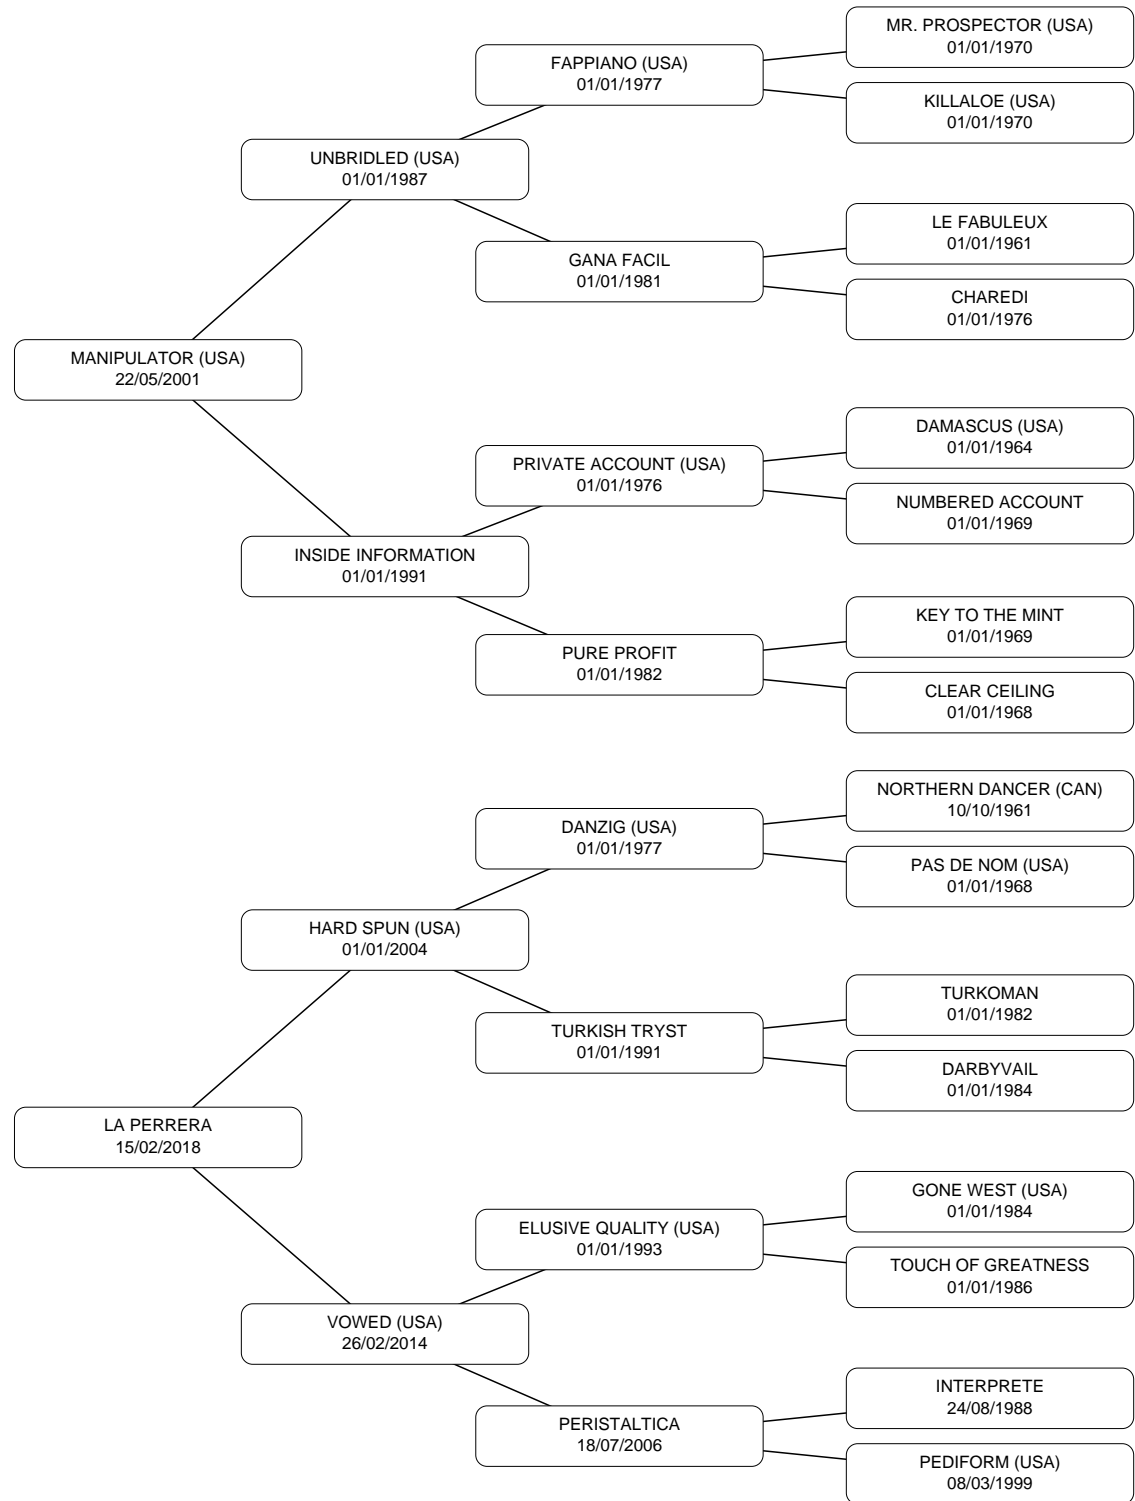 MR. PROSPECTOR (USA)
01/01/1970
FAPPIANO (USA)
01/01/1977
KILLALOE (USA)
01/01/1970
UNBRIDLED (USA)
01/01/1987
LE FABULEUX
01/01/1961
GANA FACIL
01/01/1981
CHAREDI
01/01/1976
MANIPULATOR (USA)
22/05/2001
DAMASCUS (USA)
01/01/1964
PRIVATE ACCOUNT (USA)
01/01/1976
NUMBERED ACCOUNT
01/01/1969
INSIDE INFORMATION
01/01/1991
KEY TO THE MINT
01/01/1969
PURE PROFIT
01/01/1982
CLEAR CEILING
01/01/1968
NORTHERN DANCER (CAN)
10/10/1961
DANZIG (USA)
01/01/1977
PAS DE NOM (USA)
01/01/1968
HARD SPUN (USA)
01/01/2004
TURKOMAN
01/01/1982
TURKISH TRYST
01/01/1991
DARBYVAIL
01/01/1984
LA PERRERA
15/02/2018
GONE WEST (USA)
01/01/1984
ELUSIVE QUALITY (USA)
01/01/1993
TOUCH OF GREATNESS
01/01/1986
VOWED (USA)
26/02/2014
INTERPRETE
24/08/1988
PERISTALTICA
18/07/2006
PEDIFORM (USA)
08/03/1999